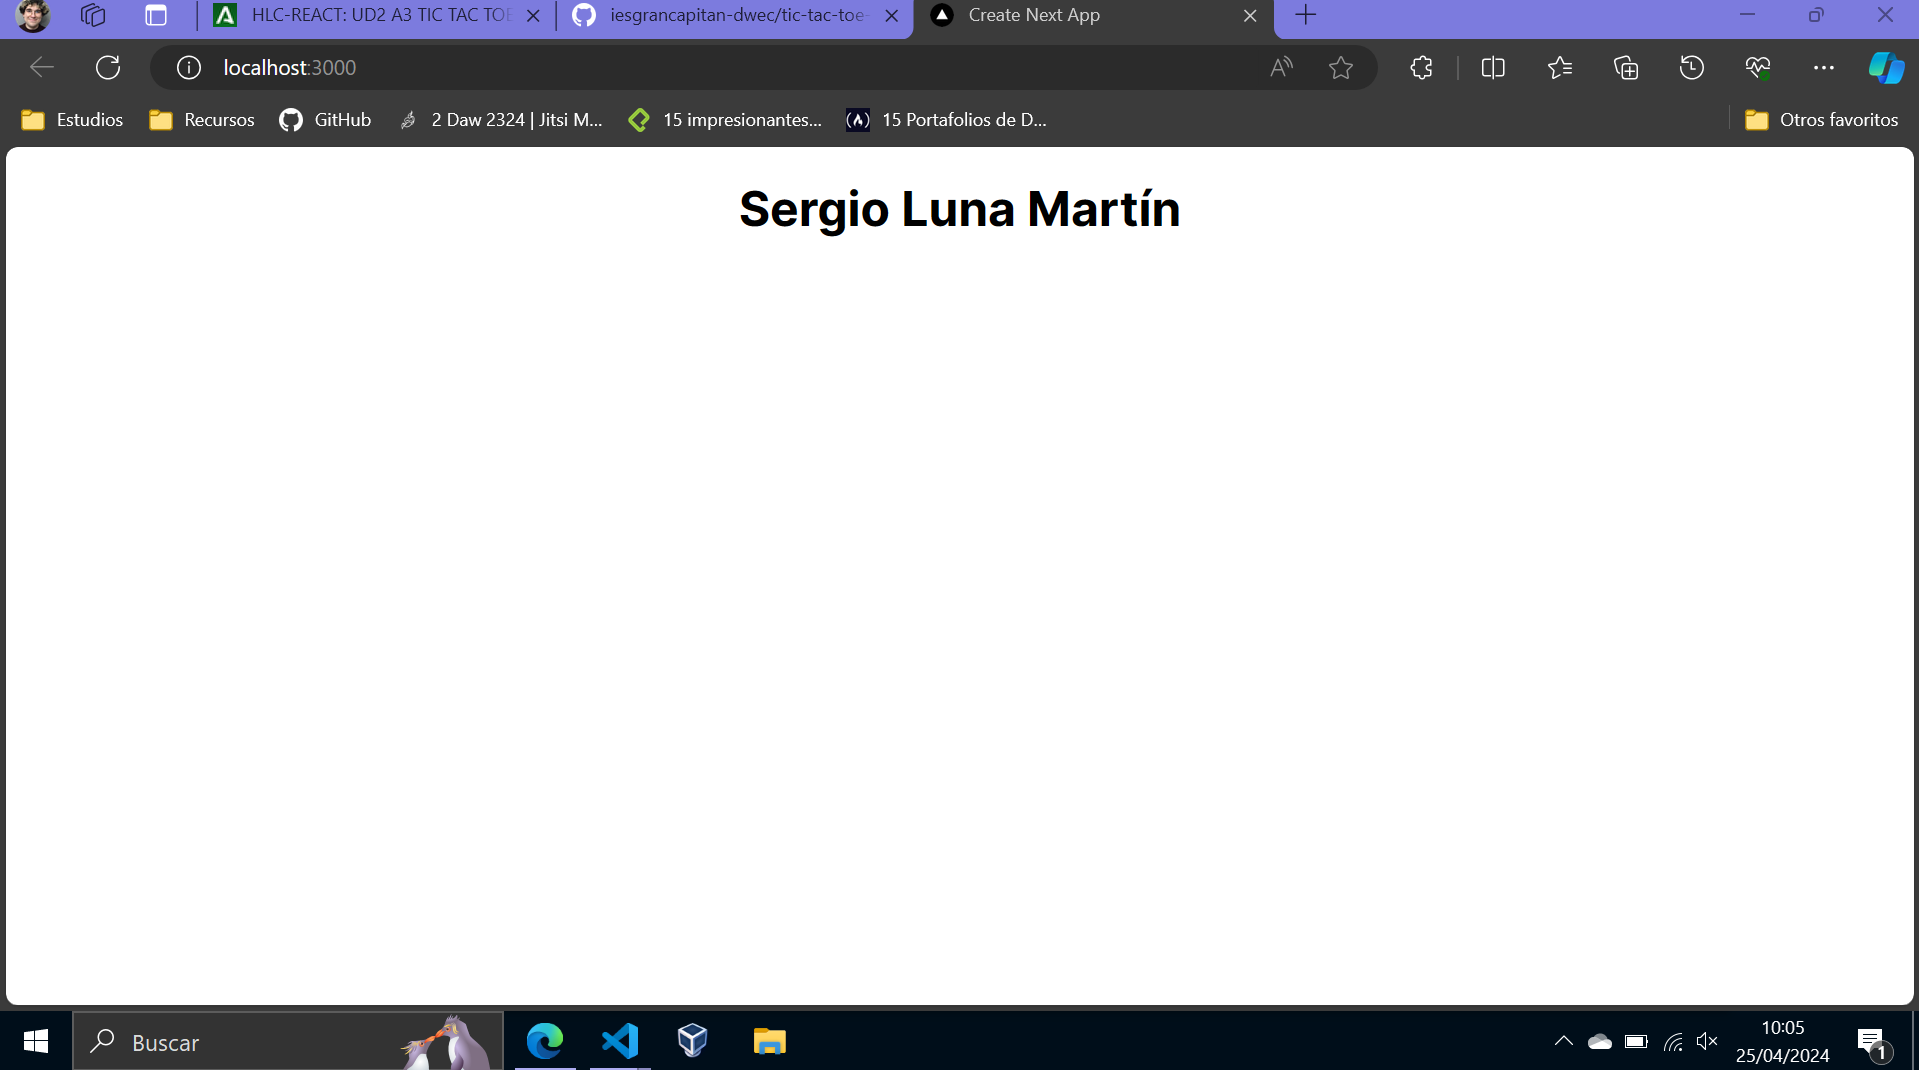 HLC-REACT: UD2 A3 TIC TAC TOE
iesgrancapitan-dwec/tic-tac-toe-
Create Next App
localhost:3000
Estudios
Recursos
GitHub
2 Daw 2324 | Jitsi M...
15 impresionantes...
15 Portafolios de D...
Otros favoritos
Sergio Luna Martín
Buscar
10:05
25/04/2024
1